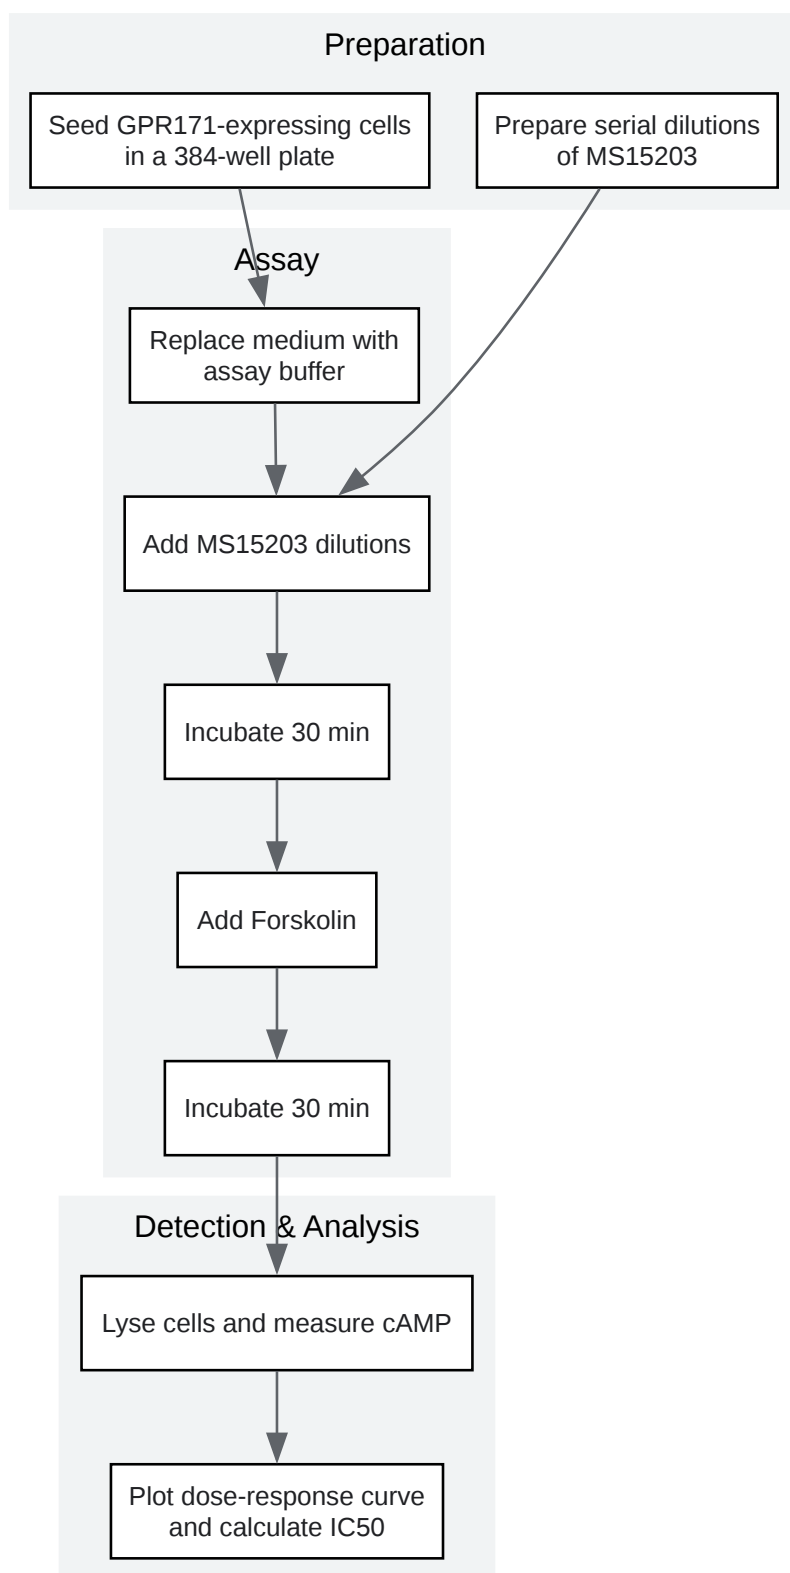 Preparation
Seed GPR171-expressing cells
in a 384-well plate
Prepare serial dilutions
of MS15203
Assay
Replace medium with
assay buffer
Add MS15203 dilutions
Incubate 30 min
Add Forskolin
Incubate 30 min
Detection & Analysis
Lyse cells and measure cAMP
Plot dose-response curve
and calculate IC50